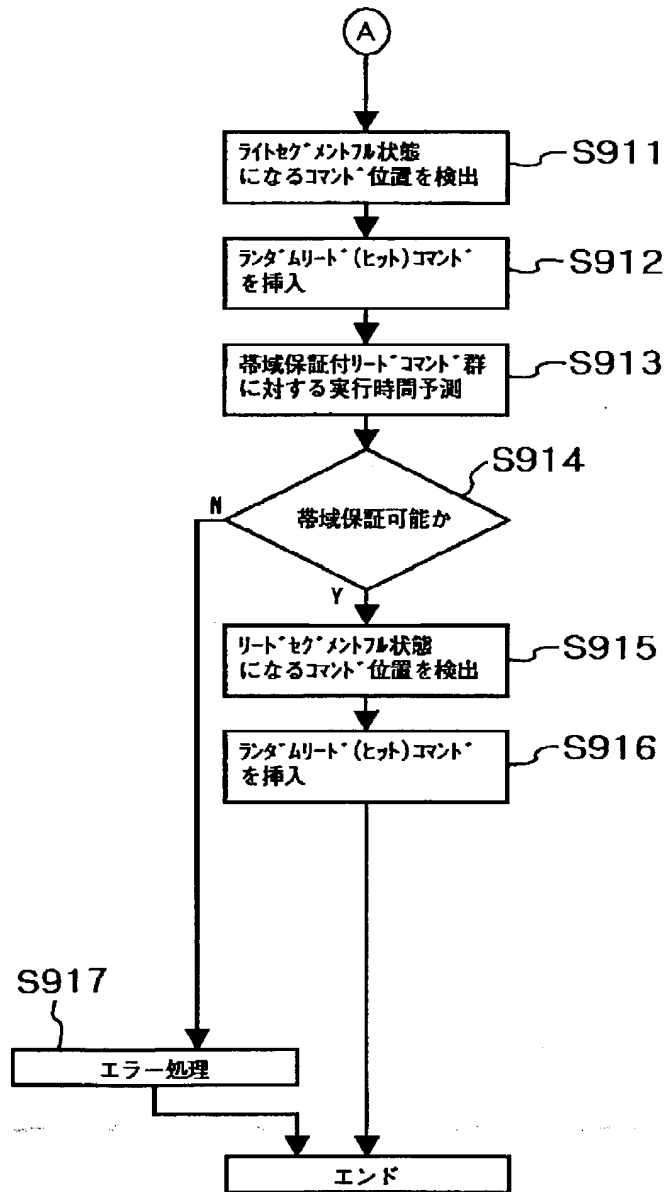 A
ﾗｲﾄｾｸﾞﾒﾝﾄﾌﾙ状態
になるｺﾏﾝﾄﾞ位置を検出
S911
ﾗﾝﾀﾞﾑﾘｰﾄﾞ(ﾋｯﾄ)ｺﾏﾝﾄﾞ
を挿入
S912
帯域保証付ﾘｰﾄﾞｺﾏﾝﾄﾞ群
に対する実行時間予測
S913
S914
帯域保証可能か
N
Y
ﾘｰﾄﾞｾｸﾞﾒﾝﾄﾌﾙ状態
になるｺﾏﾝﾄﾞ位置を検出
S915
ﾗﾝﾀﾞﾑﾘｰﾄﾞ(ﾋｯﾄ)ｺﾏﾝﾄﾞ
を挿入
S916
S917
エラー処理
エンド